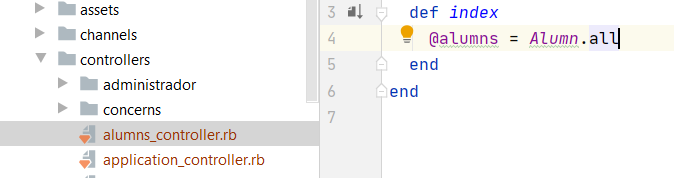 assets
channels
controllers
administrador
concerns
alumns_controller.rb
application_controller.rb
3 def index
4 @alumns = Alumn.all
5 end
6 end
7